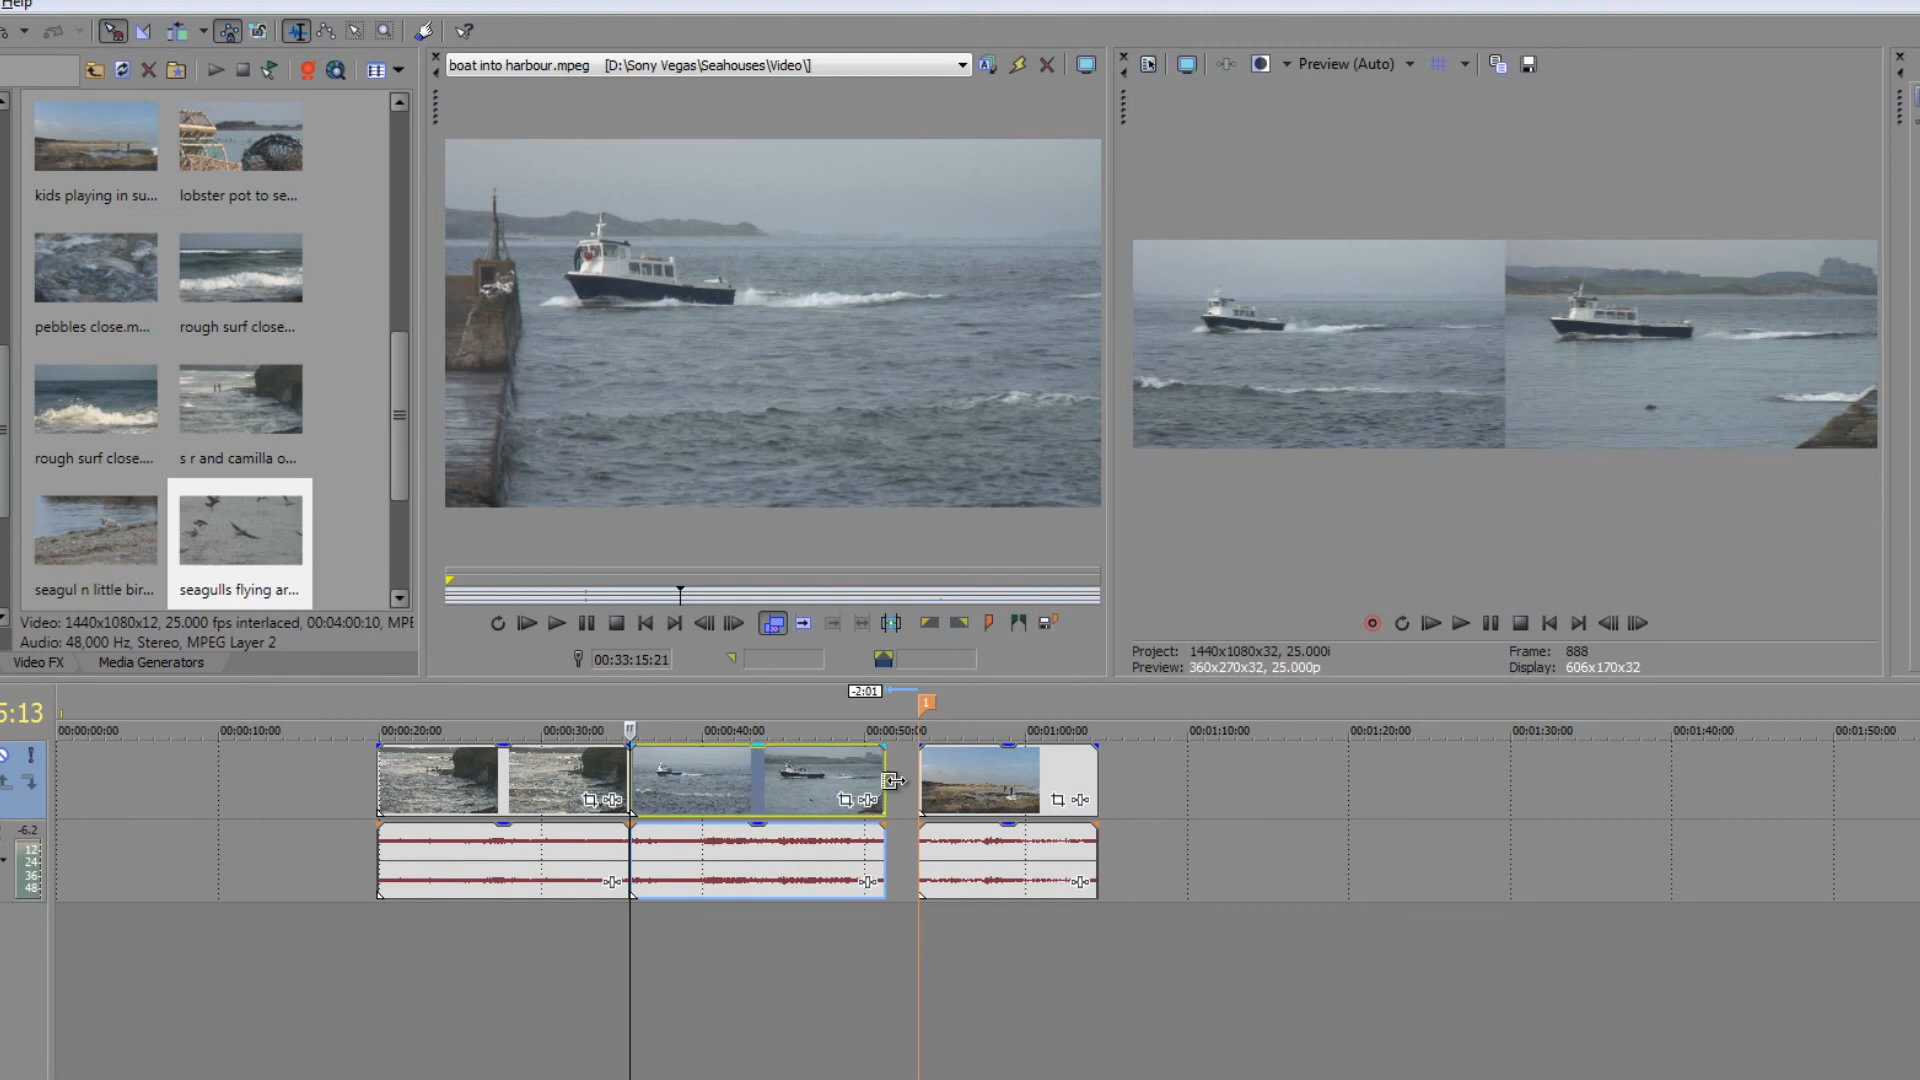 Help
boat into harbour.mpeg [D:\Sony Vegas\Seahouses\Video\]
Preview (Auto)
kids playing in su...
lobster pot to se...
pebbles close.m...
rough surf close...
rough surf close....
s r and camilla o...
seagul n little bir...
seagulls flying ar...
Video: 1440x1080x12, 25.000 fps interlaced, 00:04:00:10, MPE
Audio: 48,000 Hz, Stereo, MPEG Layer 2
Video FX
Media Generators
00:33:15:21
Project: 1440x1080x32, 25.000i
Frame: 888
Preview: 360x270x32, 25.000p
Display: 606x170x32
-2:01
1
5:13
00:00:00:00
00:00:10:00
00:00:20:00
00:00:30:00
00:00:40:00
00:00:50:0
00:01:00:00
00:01:10:00
00:01:20:00
00:01:30:00
00:01:40:00
00:01:50:00
-6.2
12
24
36
48